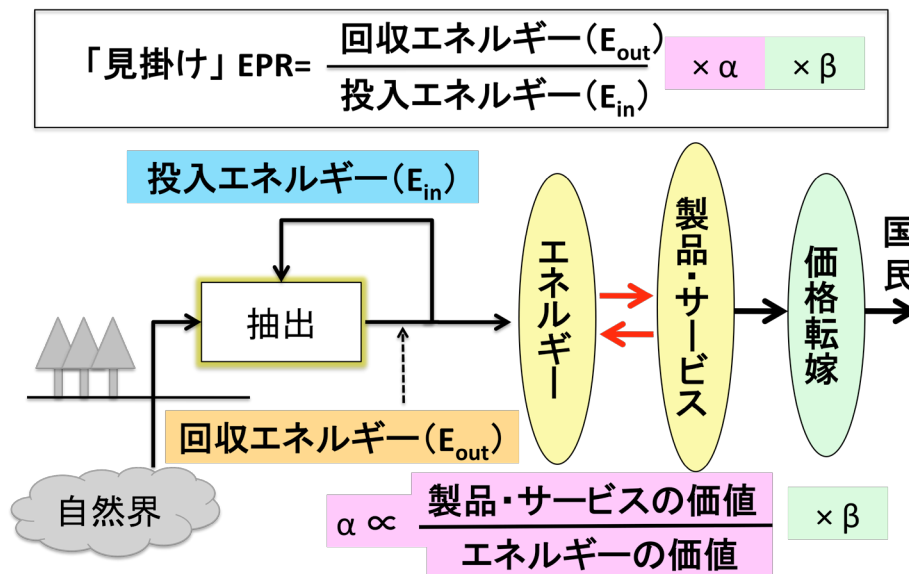 「見掛け」EPR= 回収エネルギー(Eout) × α × β
投入エネルギー(Ein)
投入エネルギー(Ein)
抽出
エネルギー
製品・サービス
価格転嫁
国民
回収エネルギー(Eout)
自然界
α ∝ 製品・サービスの価値 × β
エネルギーの価値